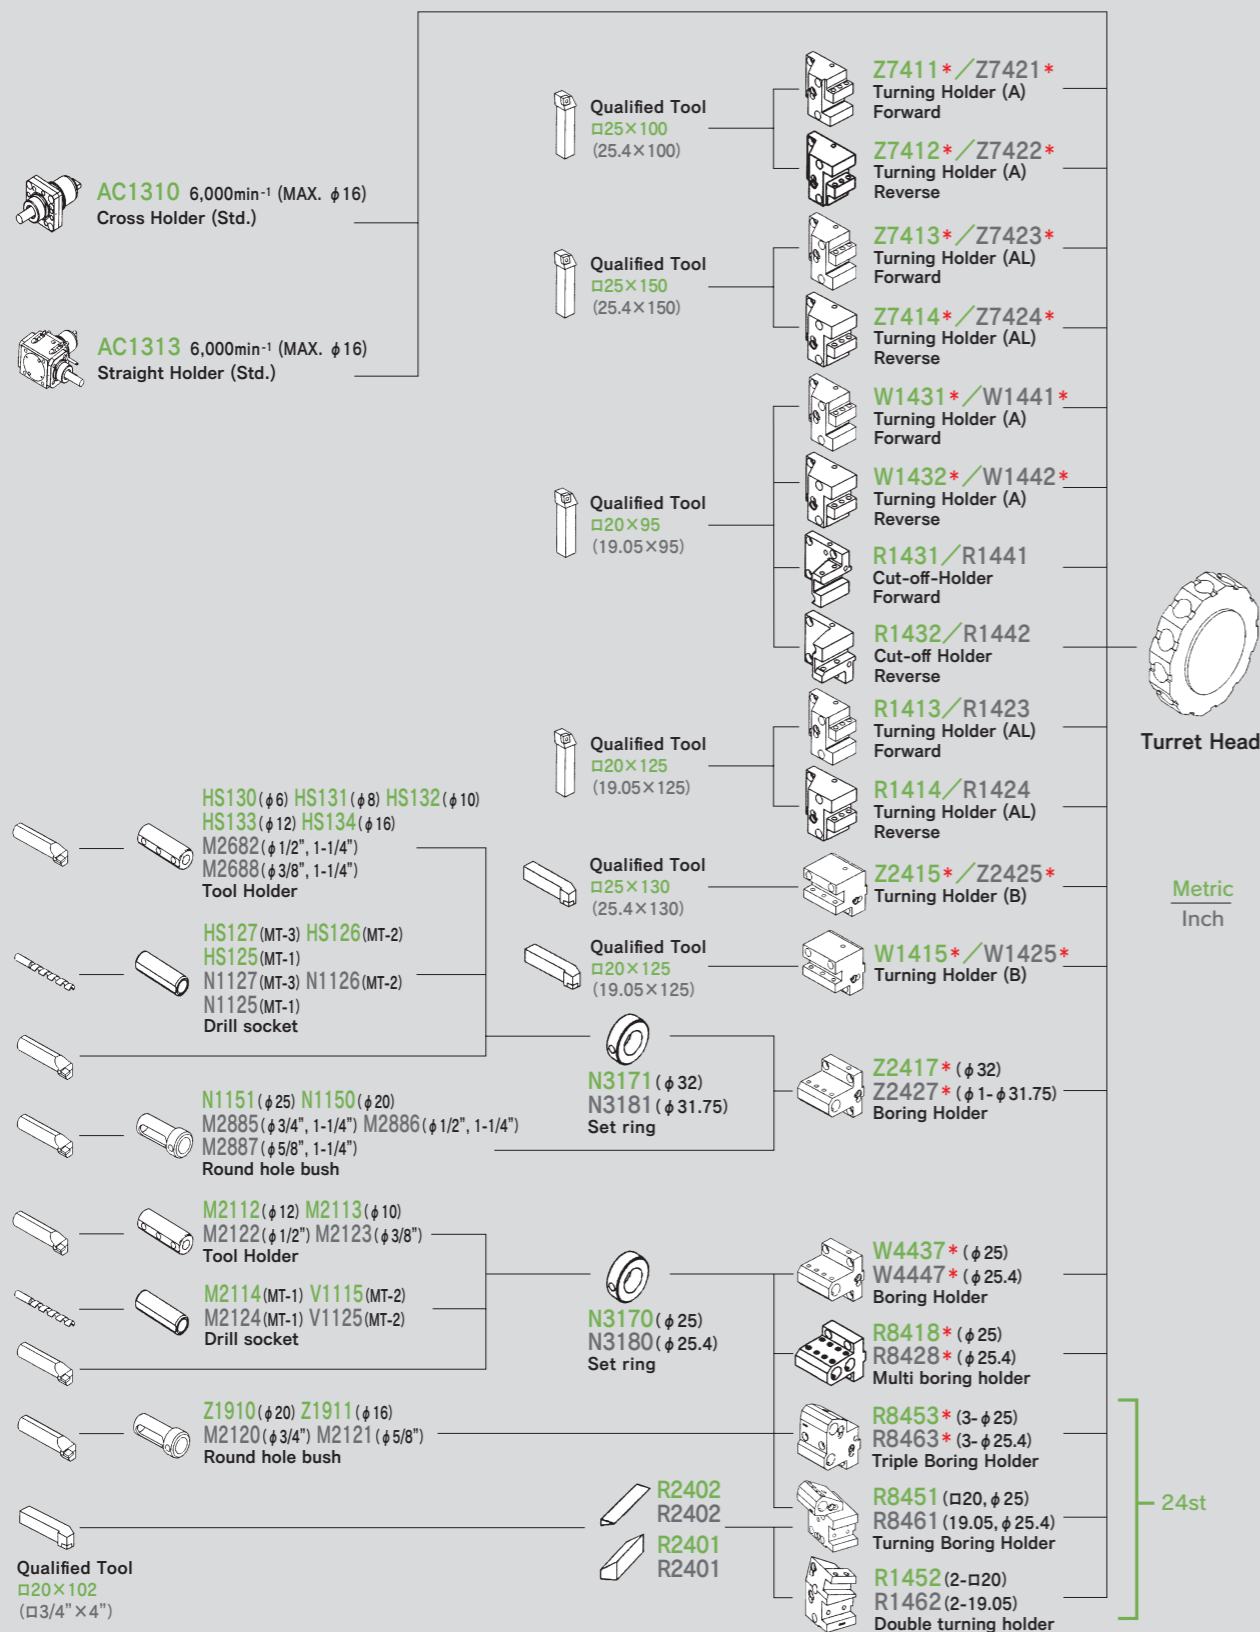 AC1310 6,000min⁻¹ (MAX. φ16)
Cross Holder (Std.)
AC1313 6,000min⁻¹ (MAX. φ16)
Straight Holder (Std.)
Qualified Tool
□25×100
(25.4×100)
Z7411*／Z7421*
Turning Holder (A)
Forward
Z7412*／Z7422*
Turning Holder (A)
Reverse
Qualified Tool
□25×150
(25.4×150)
Z7413*／Z7423*
Turning Holder (AL)
Forward
Z7414*／Z7424*
Turning Holder (AL)
Reverse
Qualified Tool
□20×95
(19.05×95)
W1431*／W1441*
Turning Holder (A)
Forward
W1432*／W1442*
Turning Holder (A)
Reverse
R1431／R1441
Cut-off-Holder
Forward
R1432／R1442
Cut-off Holder
Reverse
Qualified Tool
□20×125
(19.05×125)
R1413／R1423
Turning Holder (AL)
Forward
R1414／R1424
Turning Holder (AL)
Reverse
Turret Head
Metric
Inch
HS130(φ6) HS131(φ8) HS132(φ10)
HS133(φ12) HS134(φ16)
M2682(φ1/2", 1-1/4")
M2688(φ3/8", 1-1/4")
Tool Holder
Qualified Tool
□25×130
(25.4×130)
Z2415*／Z2425*
Turning Holder (B)
HS127(MT-3) HS126(MT-2)
HS125(MT-1)
N1127(MT-3) N1126(MT-2)
N1125(MT-1)
Drill socket
Qualified Tool
□20×125
(19.05×125)
W1415*／W1425*
Turning Holder (B)
N3171(φ32)
N3181(φ31.75)
Set ring
Z2417*(φ32)
Z2427*(φ1-φ31.75)
Boring Holder
N1151(φ25) N1150(φ20)
M2885(φ3/4", 1-1/4") M2886(φ1/2", 1-1/4")
M2887(φ5/8", 1-1/4")
Round hole bush
M2112(φ12) M2113(φ10)
M2122(φ1/2") M2123(φ3/8")
Tool Holder
M2114(MT-1) V1115(MT-2)
M2124(MT-1) V1125(MT-2)
Drill socket
N3170(φ25)
N3180(φ25.4)
Set ring
W4437*(φ25)
W4447*(φ25.4)
Boring Holder
R8418*(φ25)
R8428*(φ25.4)
Multi boring holder
Z1910(φ20) Z1911(φ16)
M2120(φ3/4") M2121(φ5/8")
Round hole bush
R8453*(3-φ25)
R8463*(3-φ25.4)
Triple Boring Holder
R2402
R2402
R2401
R2401
R8451(□20, φ25)
R8461(19.05, φ25.4)
Turning Boring Holder
24st
Qualified Tool
□20×102
(□3/4"×4")
R1452(2-□20)
R1462(2-19.05)
Double turning holder